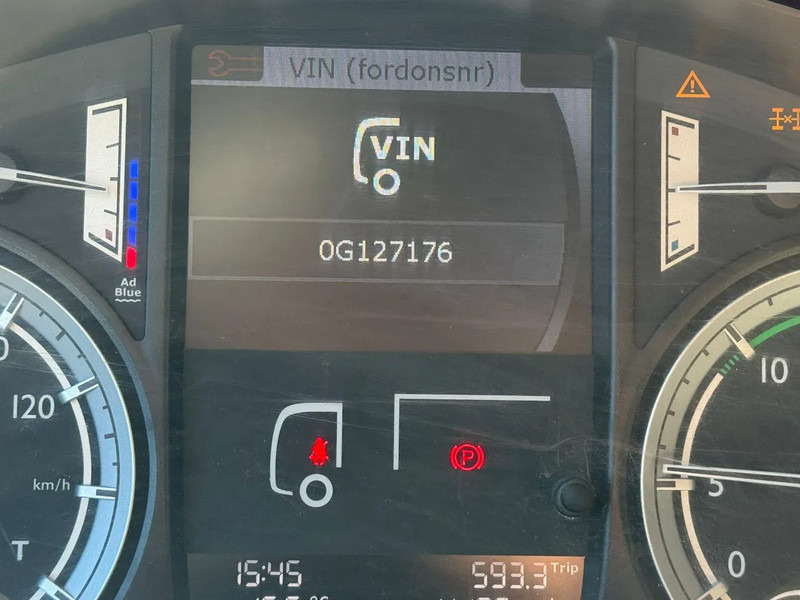 VIN (fordonsnr)
VIN
0G127176
Ad
Blue
120
km/h
T
10
5
0
P
15:45
593.3 Trip